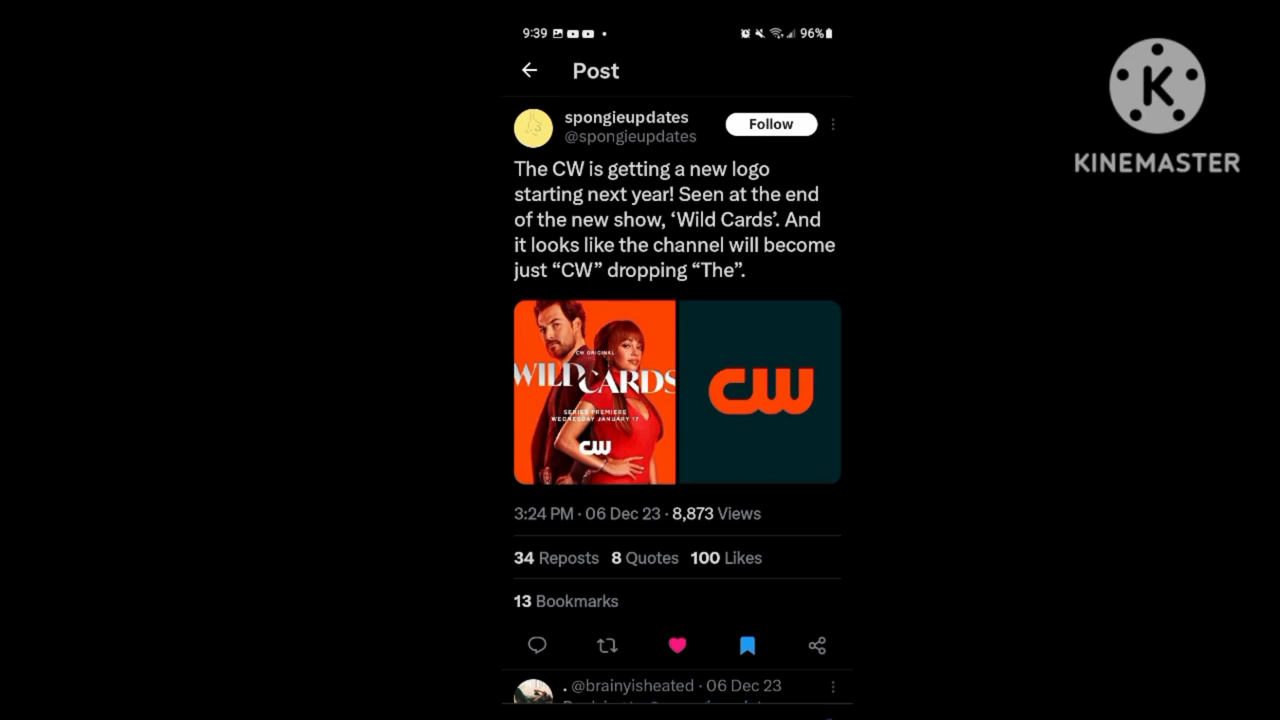 9:39
96%
Post
spongieupdates
@spongieupdates
Follow
The CW is getting a new logo
starting next year! Seen at the end
of the new show, ‘Wild Cards’. And
it looks like the channel will become
just “CW” dropping “The”.
CW ORIGINAL
WILD CARDS
SERIES PREMIERE
WEDNESDAY JANUARY 17
CW
CW
3:24 PM · 06 Dec 23 · 8,873 Views
34 Reposts 8 Quotes 100 Likes
13 Bookmarks
. @brainyisheated · 06 Dec 23
K
KINEMASTER